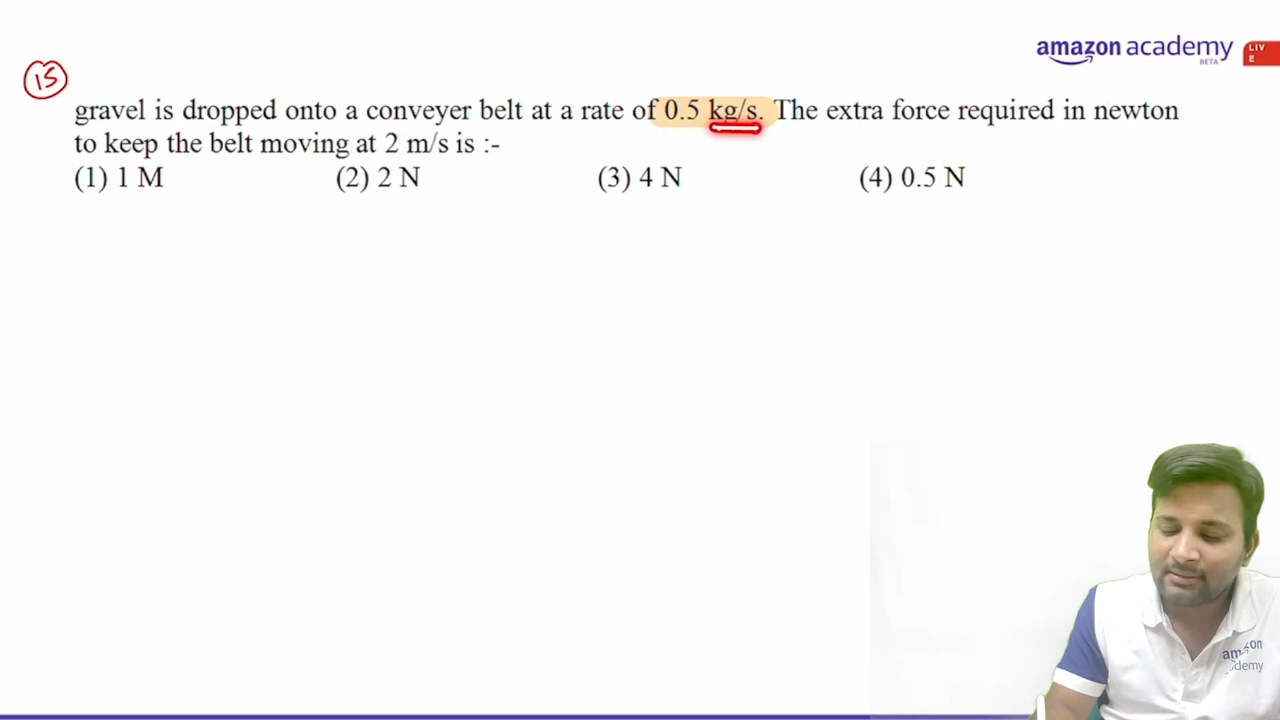 amazon academy
BETA
LIV
E
15
gravel is dropped onto a conveyer belt at a rate of 0.5 kg/s. The extra force required in newton
to keep the belt moving at 2 m/s is :-
(1) 1 M (2) 2 N (3) 4 N (4) 0.5 N
am
academy